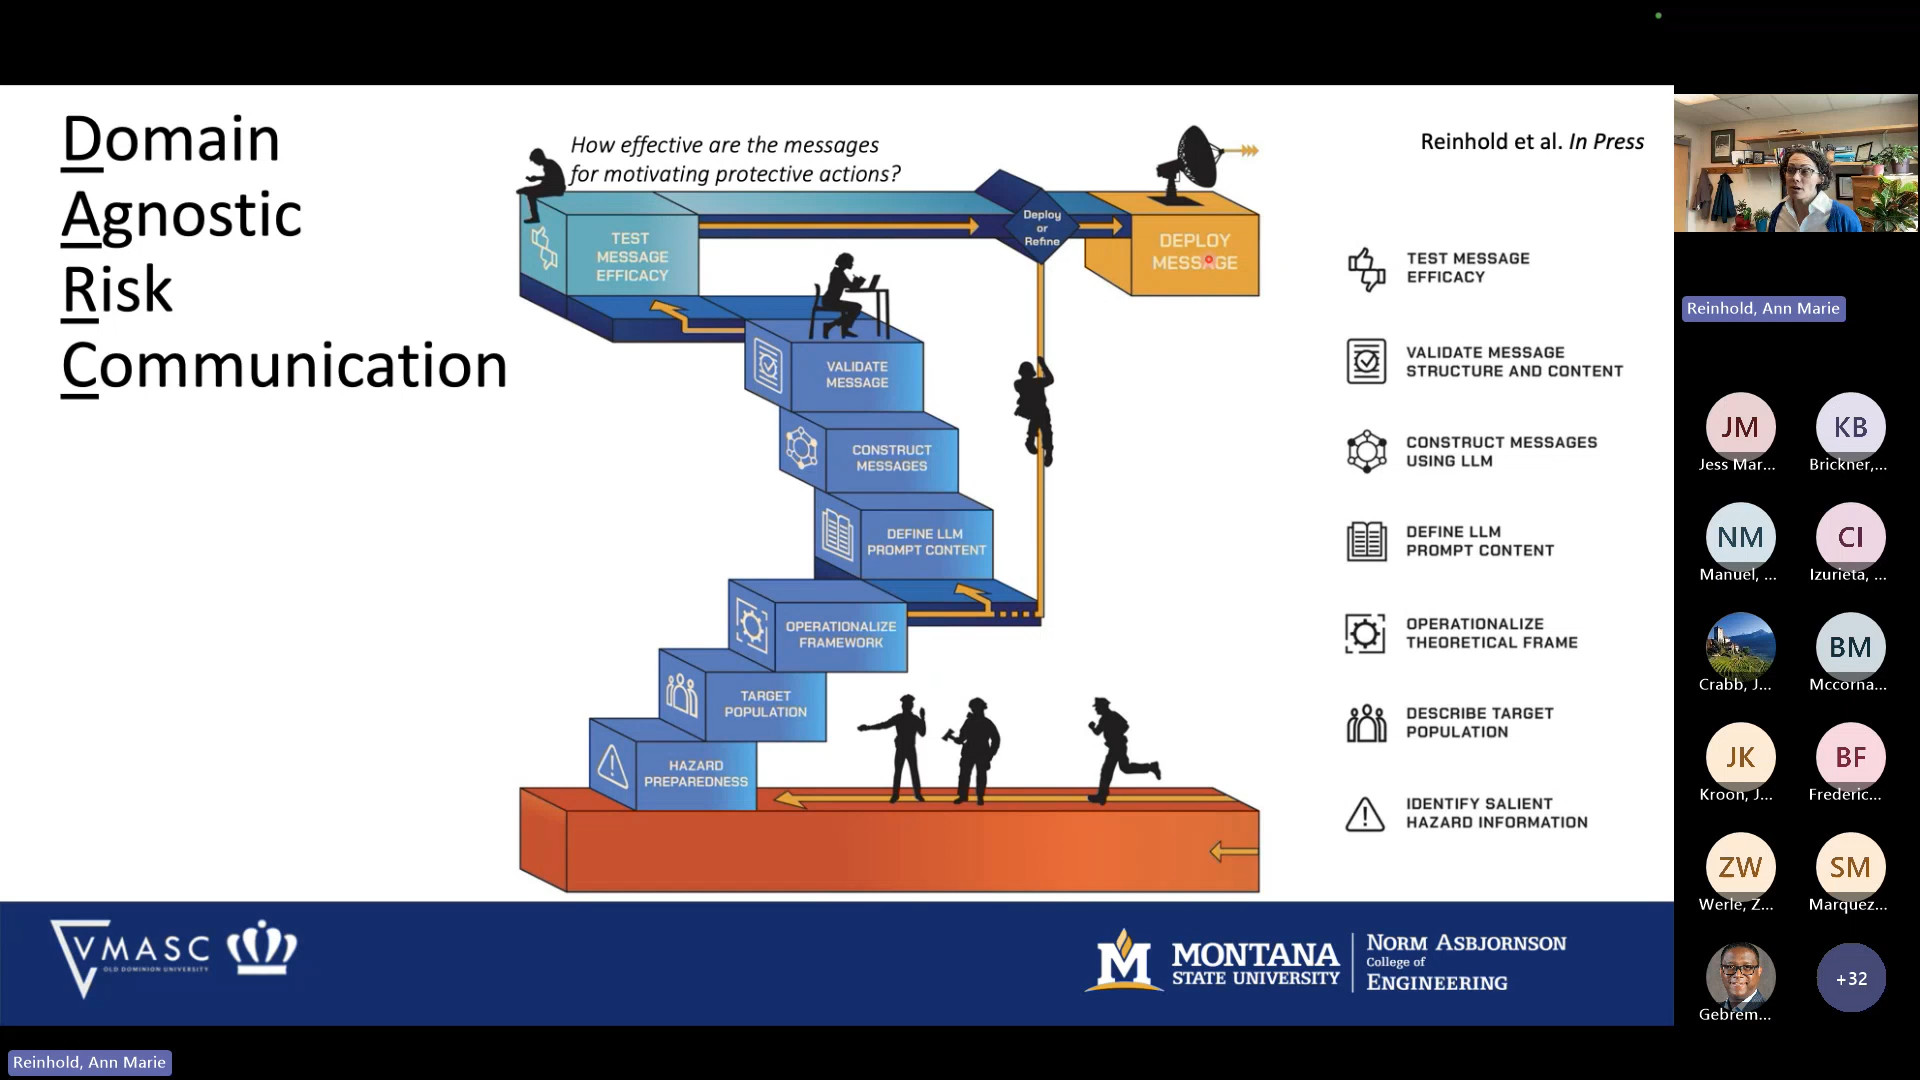 Domain
Agnostic
Risk
Communication
How effective are the messages
for motivating protective actions?
Reinhold et al. In Press
TEST
MESSAGE
EFFICACY
Deploy
or
Refine
DEPLOY
MESSAGE
VALIDATE
MESSAGE
CONSTRUCT
MESSAGES
DEFINE LLM
PROMPT CONTENT
OPERATIONALIZE
FRAMEWORK
TARGET
POPULATION
HAZARD
PREPAREDNESS
TEST MESSAGE
EFFICACY
VALIDATE MESSAGE
STRUCTURE AND CONTENT
CONSTRUCT MESSAGES
USING LLM
DEFINE LLM
PROMPT CONTENT
OPERATIONALIZE
THEORETICAL FRAME
DESCRIBE TARGET
POPULATION
IDENTIFY SALIENT
HAZARD INFORMATION
VMASC
OLD DOMINION UNIVERSITY
M
MONTANA
STATE UNIVERSITY
NORM ASBJORNSON
College of
ENGINEERING
Reinhold, Ann Marie
JM
Jess Mar...
KB
Brickner,...
NM
Manuel, ...
CI
Izurieta, ...
Crabb, J...
BM
Mccorna...
JK
Kroon, J...
BF
Frederic...
ZW
Werle, Z...
SM
Marquez...
Gebrem...
+32
Reinhold, Ann Marie